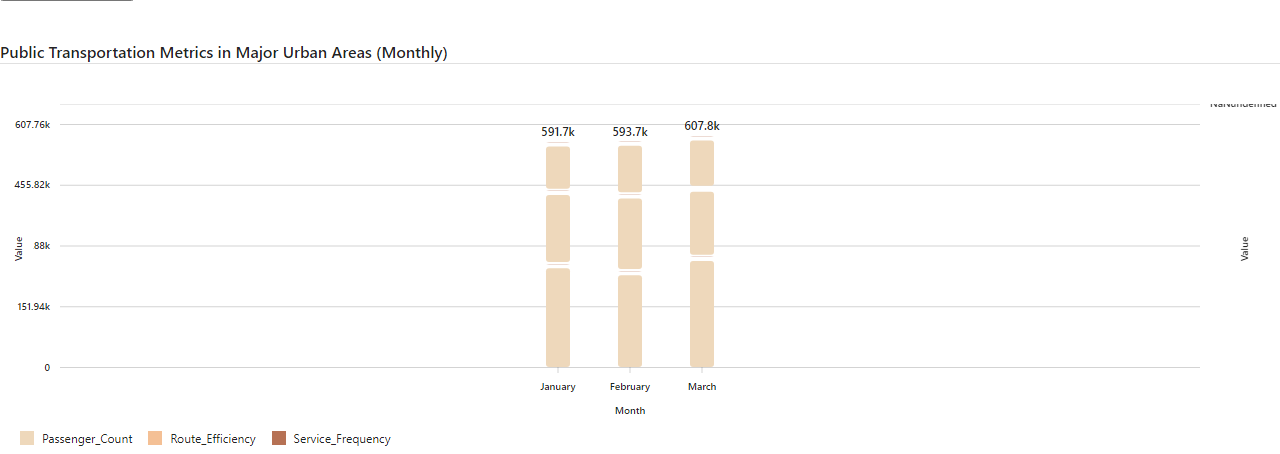 Public Transportation Metrics in Major Urban Areas (Monthly)
607.76k
455.82k
88k
151.94k
0
Value
591.7k
593.7k
607.8k
January
February
March
Month
Value
Passenger_Count
Route_Efficiency
Service_Frequency